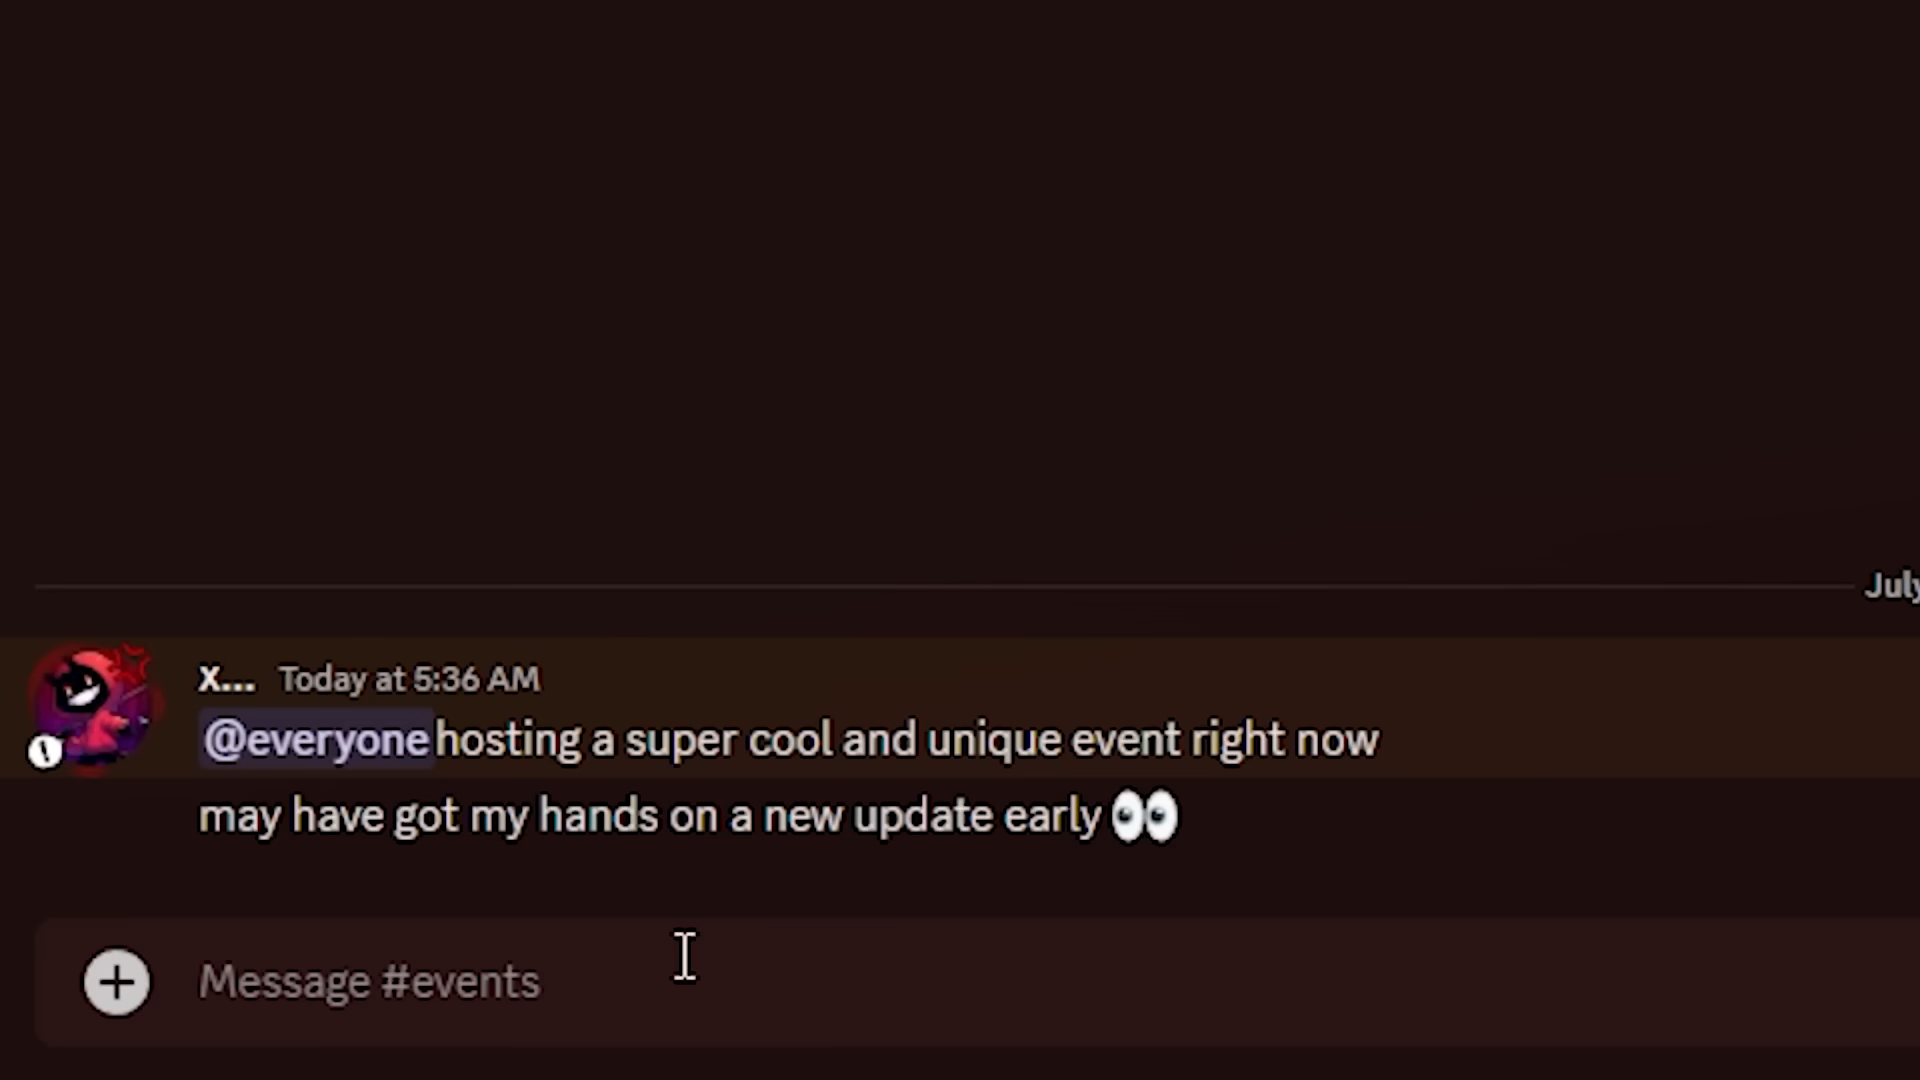 July
X... Today at 5:36 AM
@everyone hosting a super cool and unique event right now
may have got my hands on a new update early 👀
Message #events